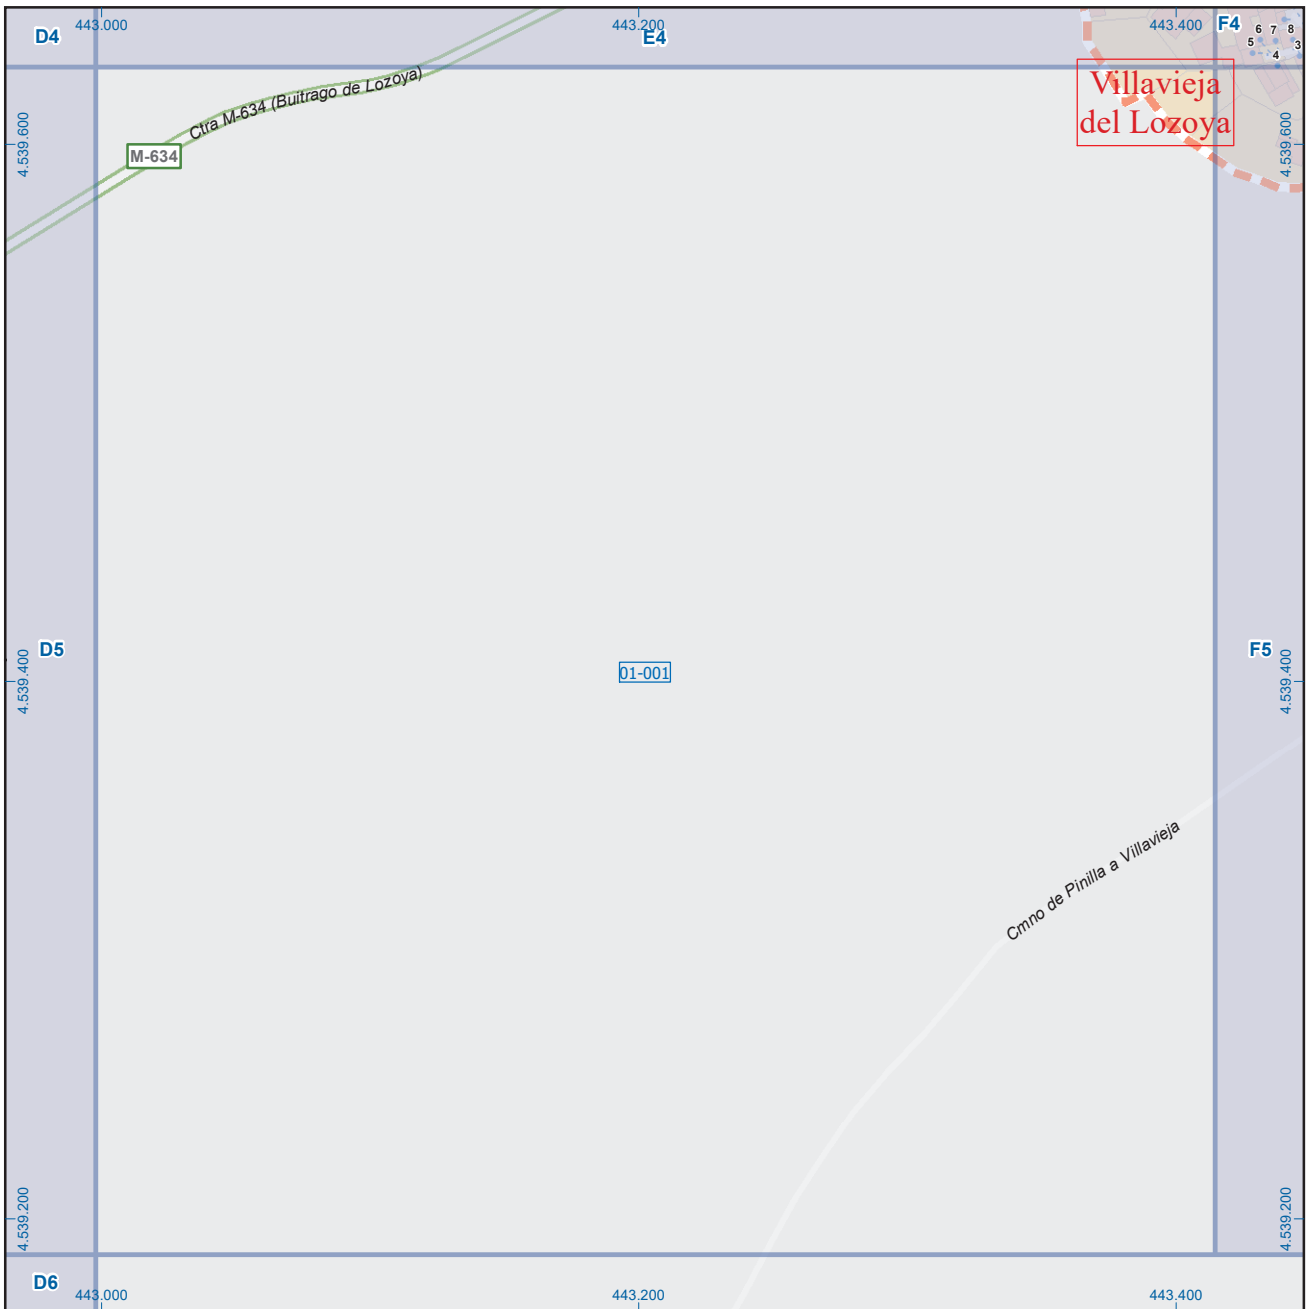 443.000
443.200
443.400
D4
E4
F4
6 7 8
5 4 3
Villavieja
del Lozoya
Ctra M-634 (Buitrago de Lozoya)
M-634
4.539.600
4.539.600
D5
F5
01-001
4.539.400
4.539.400
Cmno de Pinilla a Villavieja
4.539.200
4.539.200
D6
443.000
443.200
443.400